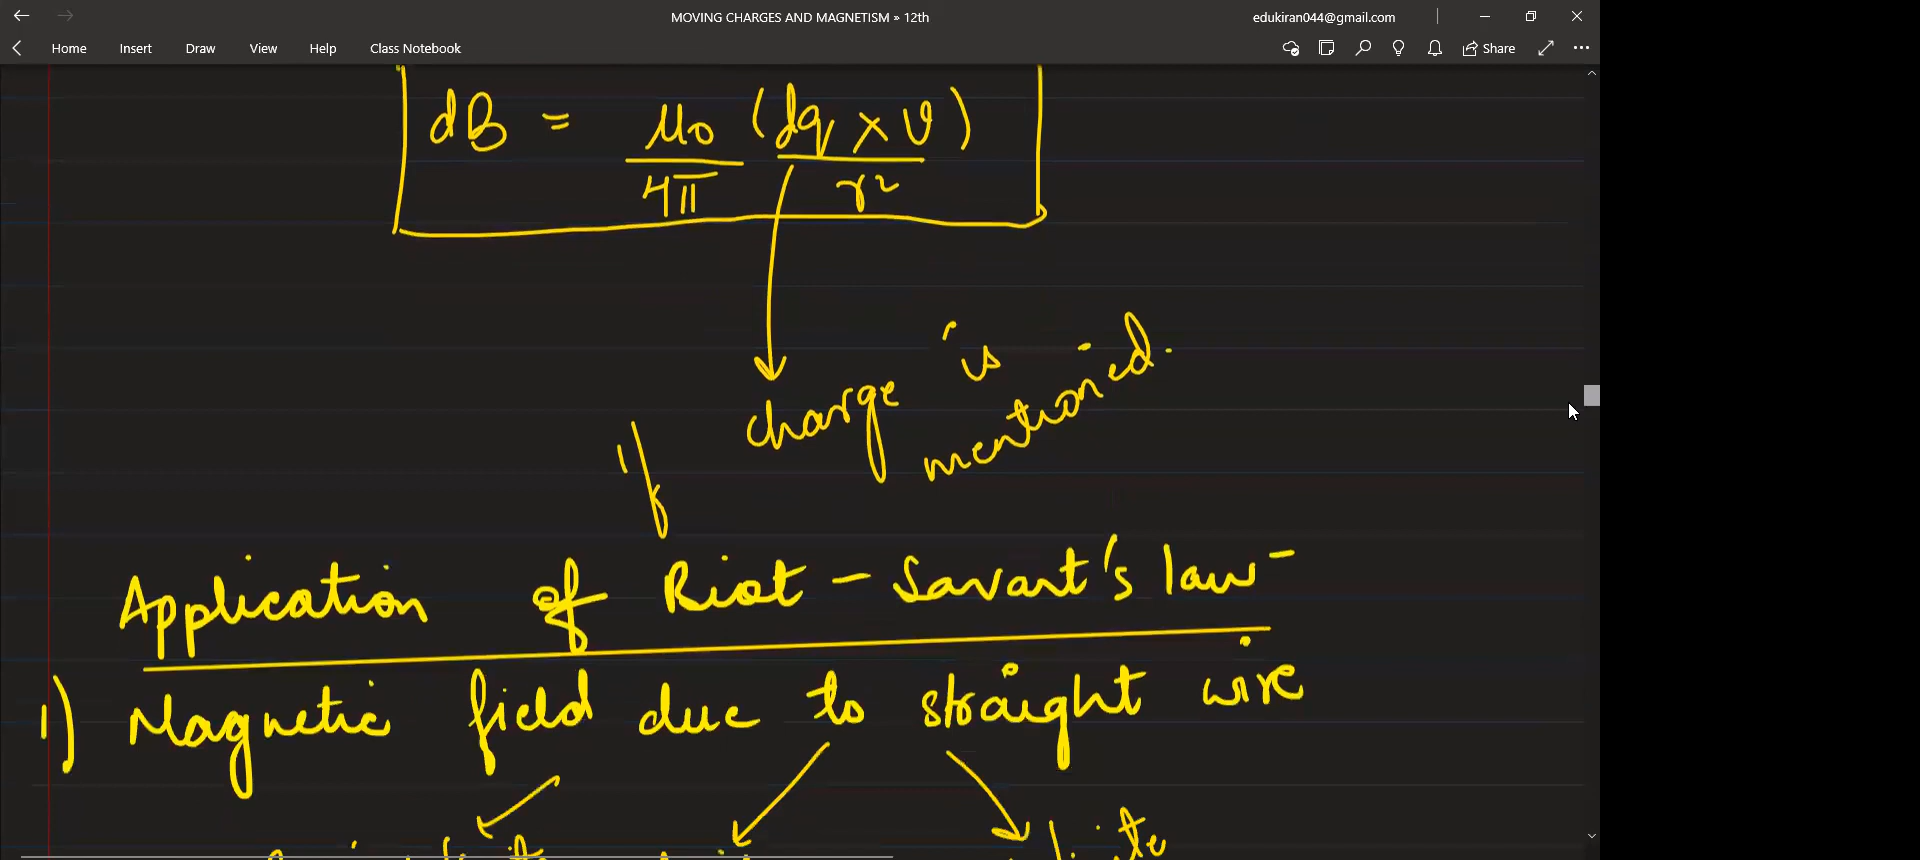 MOVING CHARGES AND MAGNETISM » 12th
edukiran044@gmail.com
Home Insert Draw View Help Class Notebook
Share
dB = μ0 (dq × v)
4π r²
if charge is mentioned.
Application of Biot - Savart's law -
1) Magnetic field due to straight wire